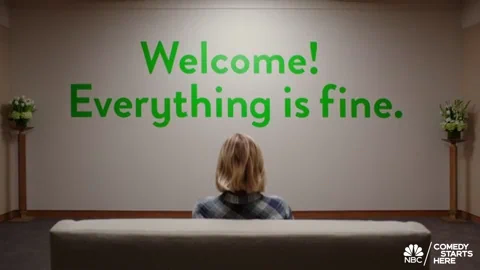 Welcome!
Everything is fine.
NBC
COMEDY
STARTS
HERE